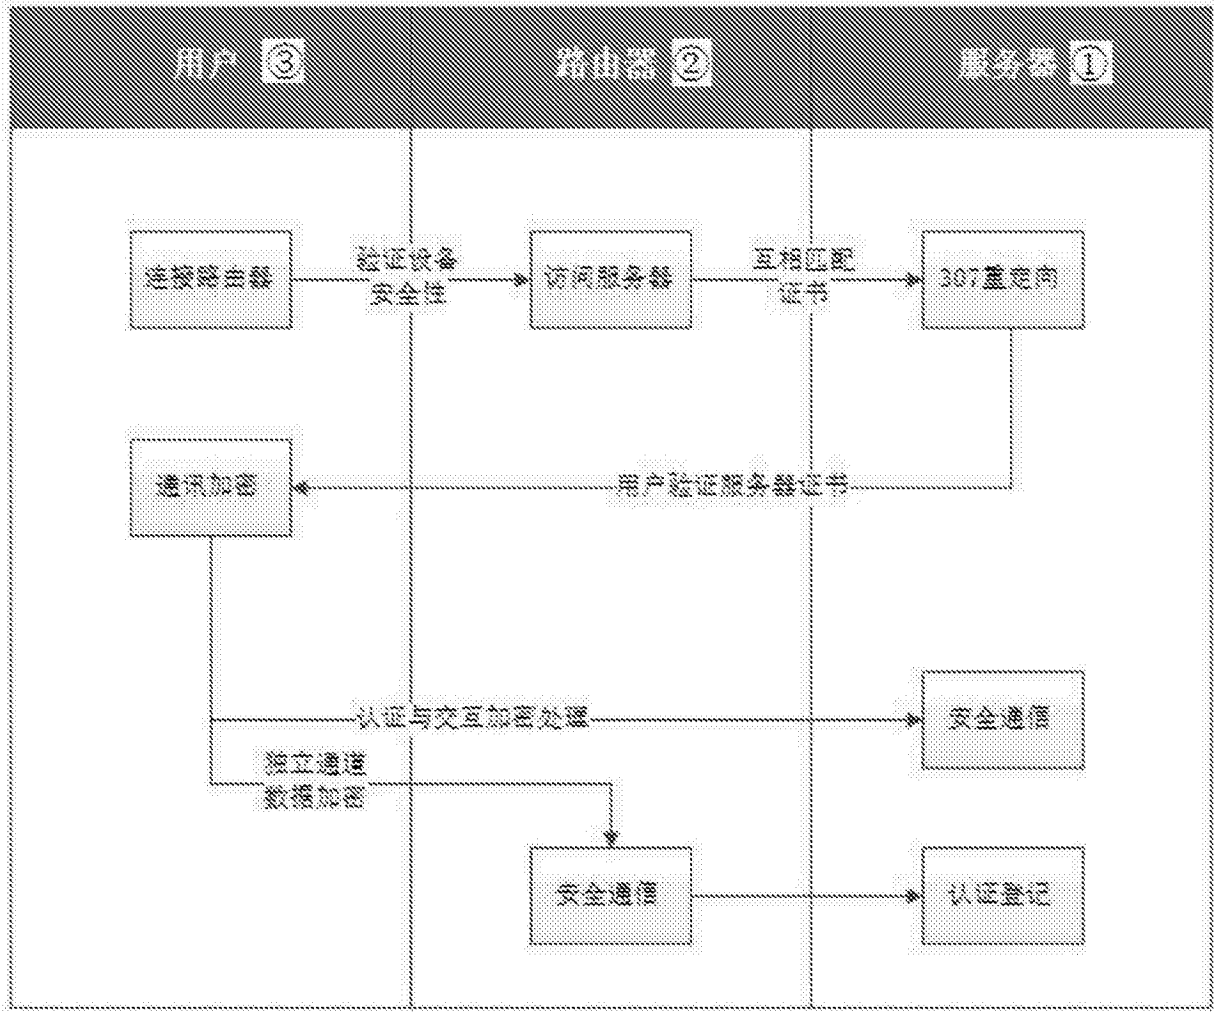 用户 ③
路由器 ②
服务器 ①
连接路由器
验证设备
安全性
访问服务器
互相匹配
证书
307重定向
通讯加密
用户验证服务器证书
认证与交互加密处理
安全通信
独立通道
数据加密
安全通信
认证登记